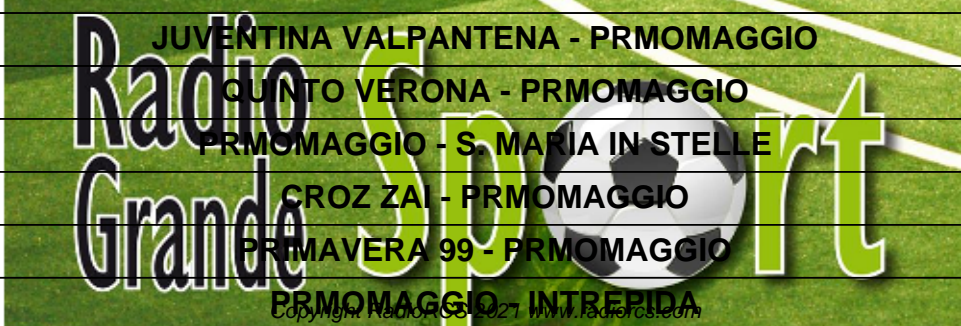 JUVENTINA VALPANTENA - PRMOMAGGIO
QUINTO VERONA - PRMOMAGGIO
PRMOMAGGIO - S. MARIA IN STELLE
CROZ ZAI - PRMOMAGGIO
PRIMAVERA 99 - PRMOMAGGIO
PRMOMAGGIO - INTREPIDA
Copyright RadioRCS 2021 www.radiorcs.com
Radio
Grande
Sport